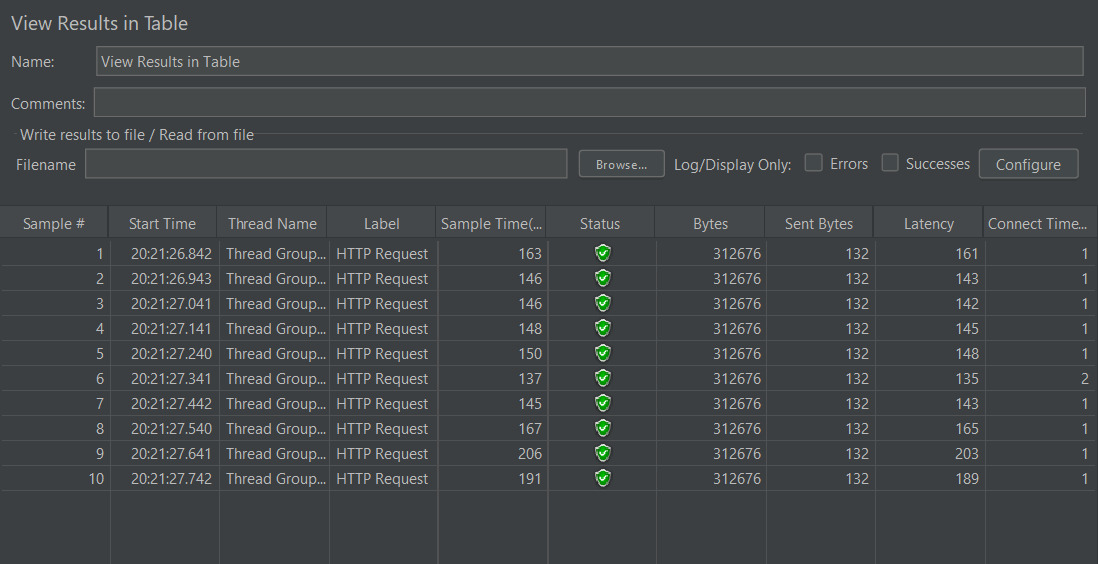 View Results in Table
Name: View Results in Table
Comments:
Write results to file / Read from file
Filename Browse... Log/Display Only: Errors Successes Configure
Sample # Start Time Thread Name Label Sample Time(... Status Bytes Sent Bytes Latency Connect Time...
1 20:21:26.842 Thread Group... HTTP Request 163 312676 132 161 1
2 20:21:26.943 Thread Group... HTTP Request 146 312676 132 143 1
3 20:21:27.041 Thread Group... HTTP Request 146 312676 132 142 1
4 20:21:27.141 Thread Group... HTTP Request 148 312676 132 145 1
5 20:21:27.240 Thread Group... HTTP Request 150 312676 132 148 1
6 20:21:27.341 Thread Group... HTTP Request 137 312676 132 135 2
7 20:21:27.442 Thread Group... HTTP Request 145 312676 132 143 1
8 20:21:27.540 Thread Group... HTTP Request 167 312676 132 165 1
9 20:21:27.641 Thread Group... HTTP Request 206 312676 132 203 1
10 20:21:27.742 Thread Group... HTTP Request 191 312676 132 189 1